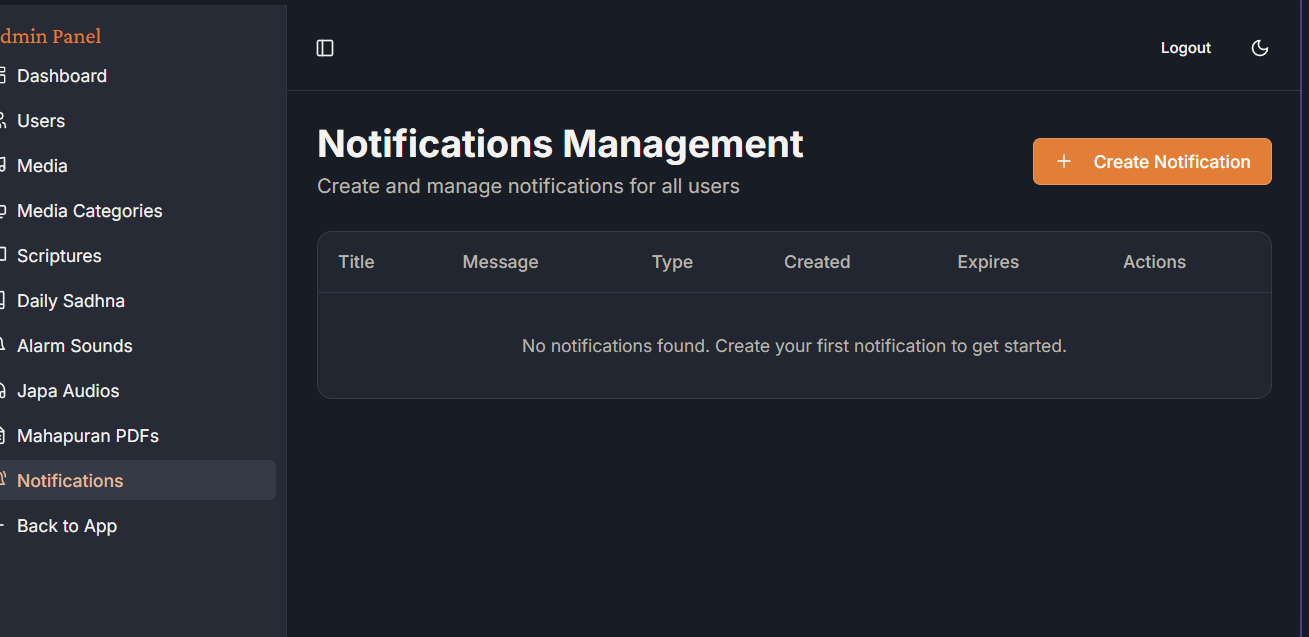 dmin Panel
Dashboard
Users
Media
Media Categories
Scriptures
Daily Sadhna
Alarm Sounds
Japa Audios
Mahapuran PDFs
Notifications
Back to App
Logout
Notifications Management
Create and manage notifications for all users
Create Notification
Title Message Type Created Expires Actions
No notifications found. Create your first notification to get started.